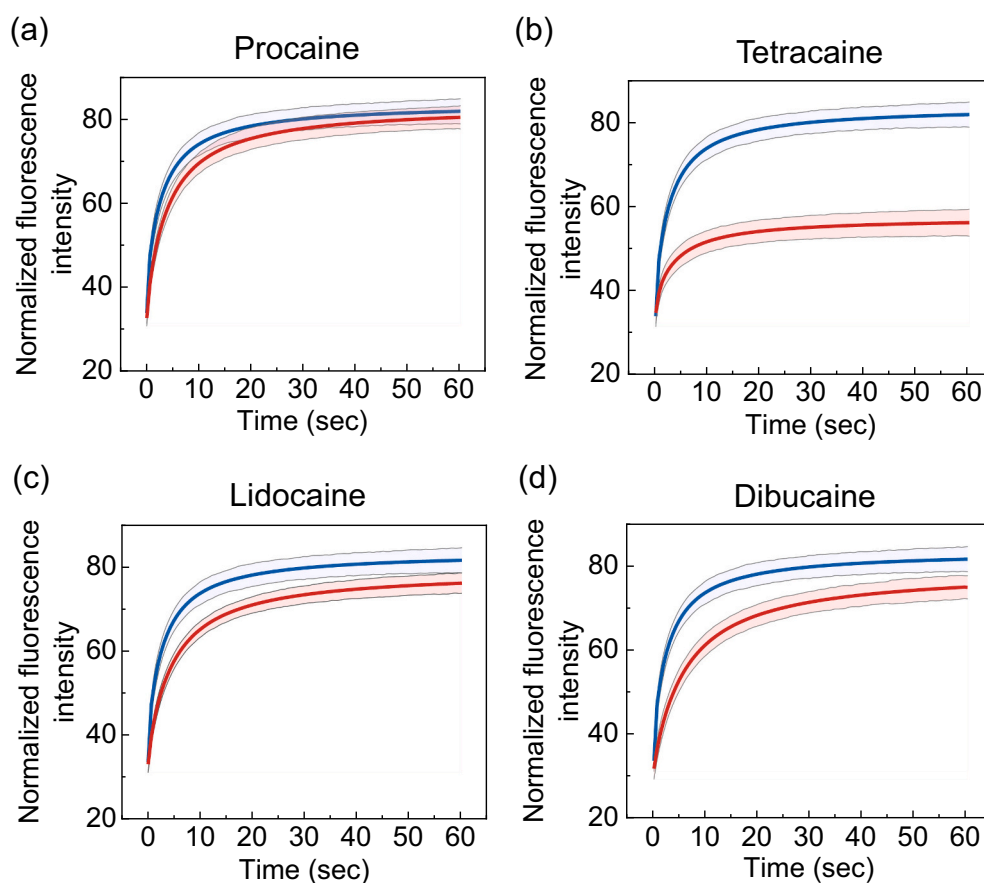 (a)
Procaine
Normalized fluorescence
intensity
80
60
40
20
0 10 20 30 40 50 60
Time (sec)
(b)
Tetracaine
Normalized fluorescence
intensity
80
60
40
20
0 10 20 30 40 50 60
Time (sec)
(c)
Lidocaine
Normalized fluorescence
intensity
80
60
40
20
0 10 20 30 40 50 60
Time (sec)
(d)
Dibucaine
Normalized fluorescence
intensity
80
60
40
20
0 10 20 30 40 50 60
Time (sec)